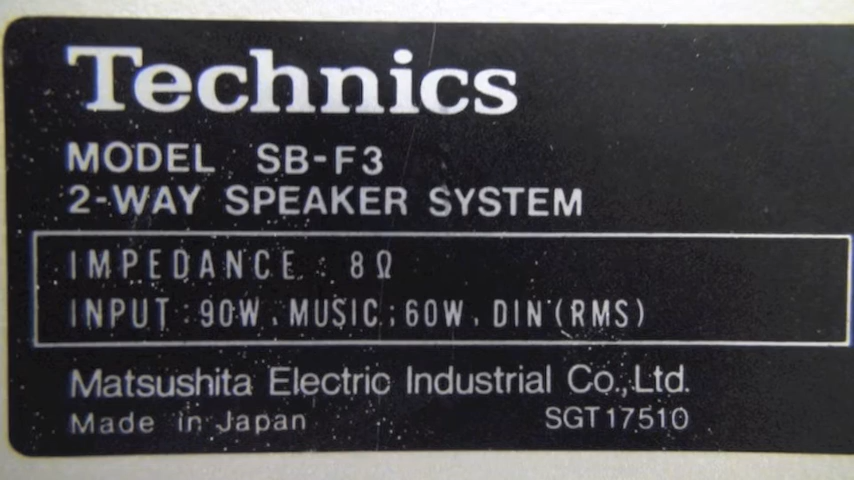 Technics
MODEL SB-F3
2-WAY SPEAKER SYSTEM
IMPEDANCE : 8Ω
INPUT : 90W, MUSIC ; 60W, DIN (RMS)
Matsushita Electric Industrial Co., Ltd.
Made in Japan SGT17510